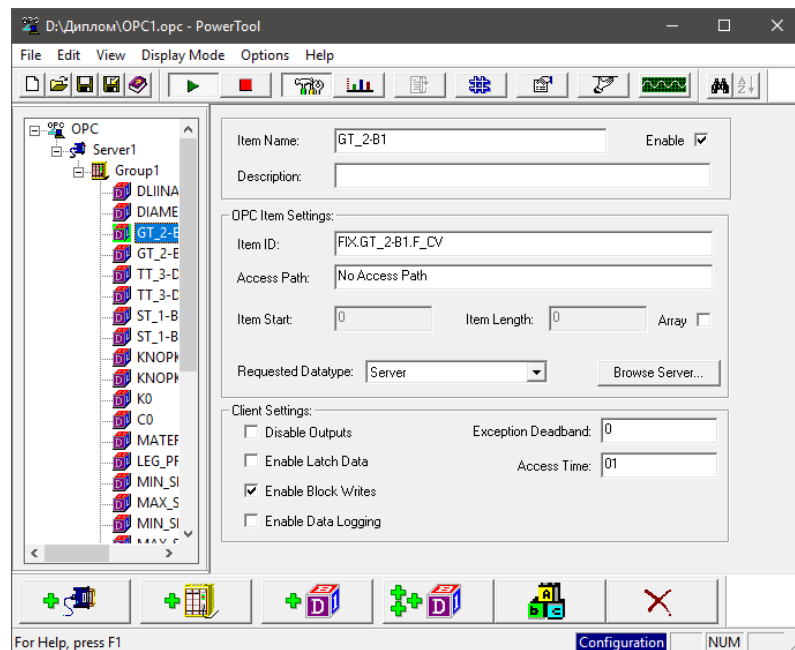 D:\Диплом\OPC1.opc - PowerTool
File Edit View Display Mode Options Help
OPC
Server1
Group1
DLIINA
DIAME
GT_2-B
GT_2-E
TT_3-D
TT_3-D
ST_1-B
ST_1-B
KNOPK
KNOPK
K0
C0
MATEF
LEG_PF
MIN_SI
MAX_S
MIN_SI
Item Name: GT_2-B1 Enable
Description:
OPC Item Settings:
Item ID: FIX.GT_2-B1.F_CV
Access Path: No Access Path
Item Start: 0 Item Length: 0 Array
Requested Datatype: Server Browse Server...
Client Settings:
Disable Outputs Exception Deadband: 0
Enable Latch Data Access Time: 01
Enable Block Writes
Enable Data Logging
For Help, press F1 Configuration NUM